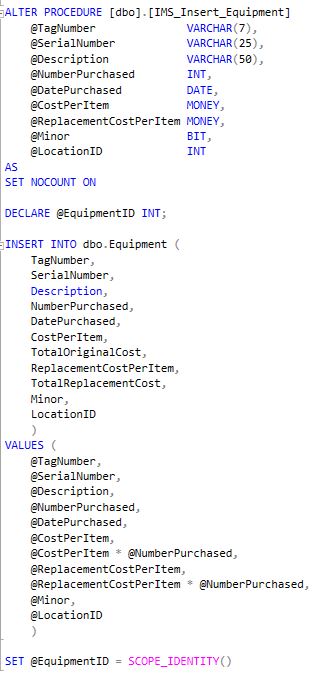 ALTER PROCEDURE [dbo].[IMS_Insert_Equipment]
    @TagNumber              VARCHAR(7),
    @SerialNumber           VARCHAR(25),
    @Description            VARCHAR(50),
    @NumberPurchased        INT,
    @DatePurchased          DATE,
    @CostPerItem            MONEY,
    @ReplacementCostPerItem MONEY,
    @Minor                  BIT,
    @LocationID             INT
AS
SET NOCOUNT ON

DECLARE @EquipmentID INT;

INSERT INTO dbo.Equipment (
    TagNumber,
    SerialNumber,
    Description,
    NumberPurchased,
    DatePurchased,
    CostPerItem,
    TotalOriginalCost,
    ReplacementCostPerItem,
    TotalReplacementCost,
    Minor,
    LocationID
    )
VALUES (
    @TagNumber,
    @SerialNumber,
    @Description,
    @NumberPurchased,
    @DatePurchased,
    @CostPerItem,
    @CostPerItem * @NumberPurchased,
    @ReplacementCostPerItem,
    @ReplacementCostPerItem * @NumberPurchased,
    @Minor,
    @LocationID
    )

SET @EquipmentID = SCOPE_IDENTITY()